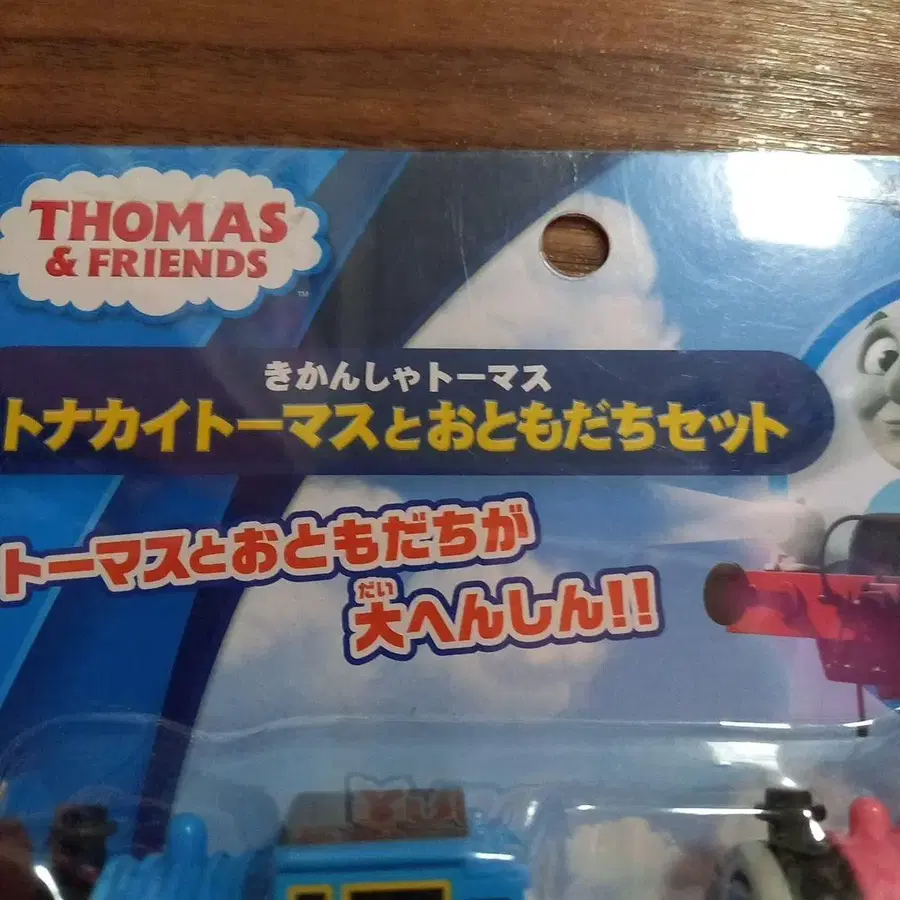 THOMAS
& FRIENDS
TM
きかんしゃトーマス
トナカイトーマスとおともだちセット
トーマスとおともだちが
だい
大へんしん!!